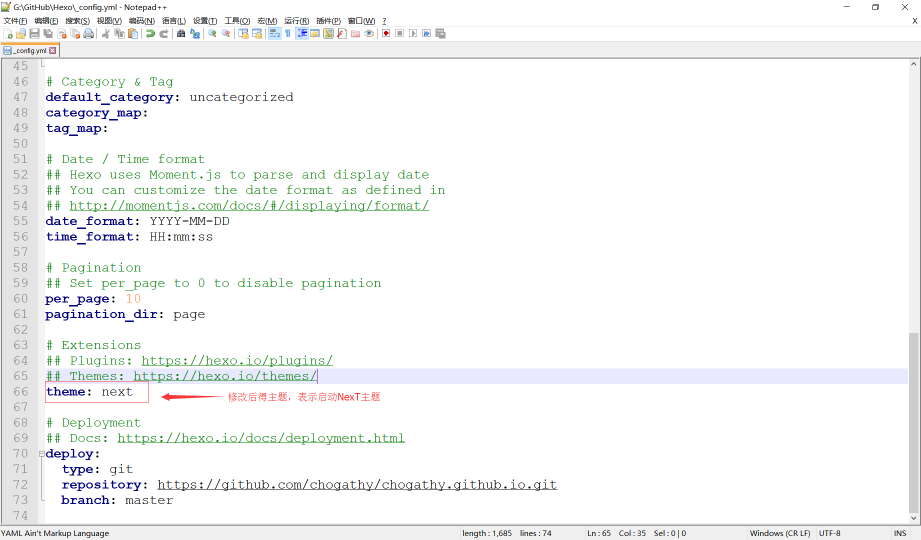 G:\GitHub\Hexo\_config.yml - Notepad++
文件(F) 编辑(E) 搜索(S) 视图(V) 编码(N) 语言(L) 设置(T) 工具(O) 宏(M) 运行(R) 插件(P) 窗口(W) ? X
_config.yml
45
46 # Category & Tag
47 default_category: uncategorized
48 category_map:
49 tag_map:
50
51 # Date / Time format
52 ## Hexo uses Moment.js to parse and display date
53 ## You can customize the date format as defined in
54 ## http://momentjs.com/docs/#/displaying/format/
55 date_format: YYYY-MM-DD
56 time_format: HH:mm:ss
57
58 # Pagination
59 ## Set per_page to 0 to disable pagination
60 per_page: 10
61 pagination_dir: page
62
63 # Extensions
64 ## Plugins: https://hexo.io/plugins/
65 ## Themes: https://hexo.io/themes/
66 theme: next 修改后得主题，表示启动NexT主题
67
68 # Deployment
69 ## Docs: https://hexo.io/docs/deployment.html
70 deploy:
71 type: git
72 repository: https://github.com/chogathy/chogathy.github.io.git
73 branch: master
74
YAML Ain't Markup Language length : 1,685 lines : 74 Ln : 65 Col : 35 Sel : 0 | 0 Windows (CR LF) UTF-8 INS